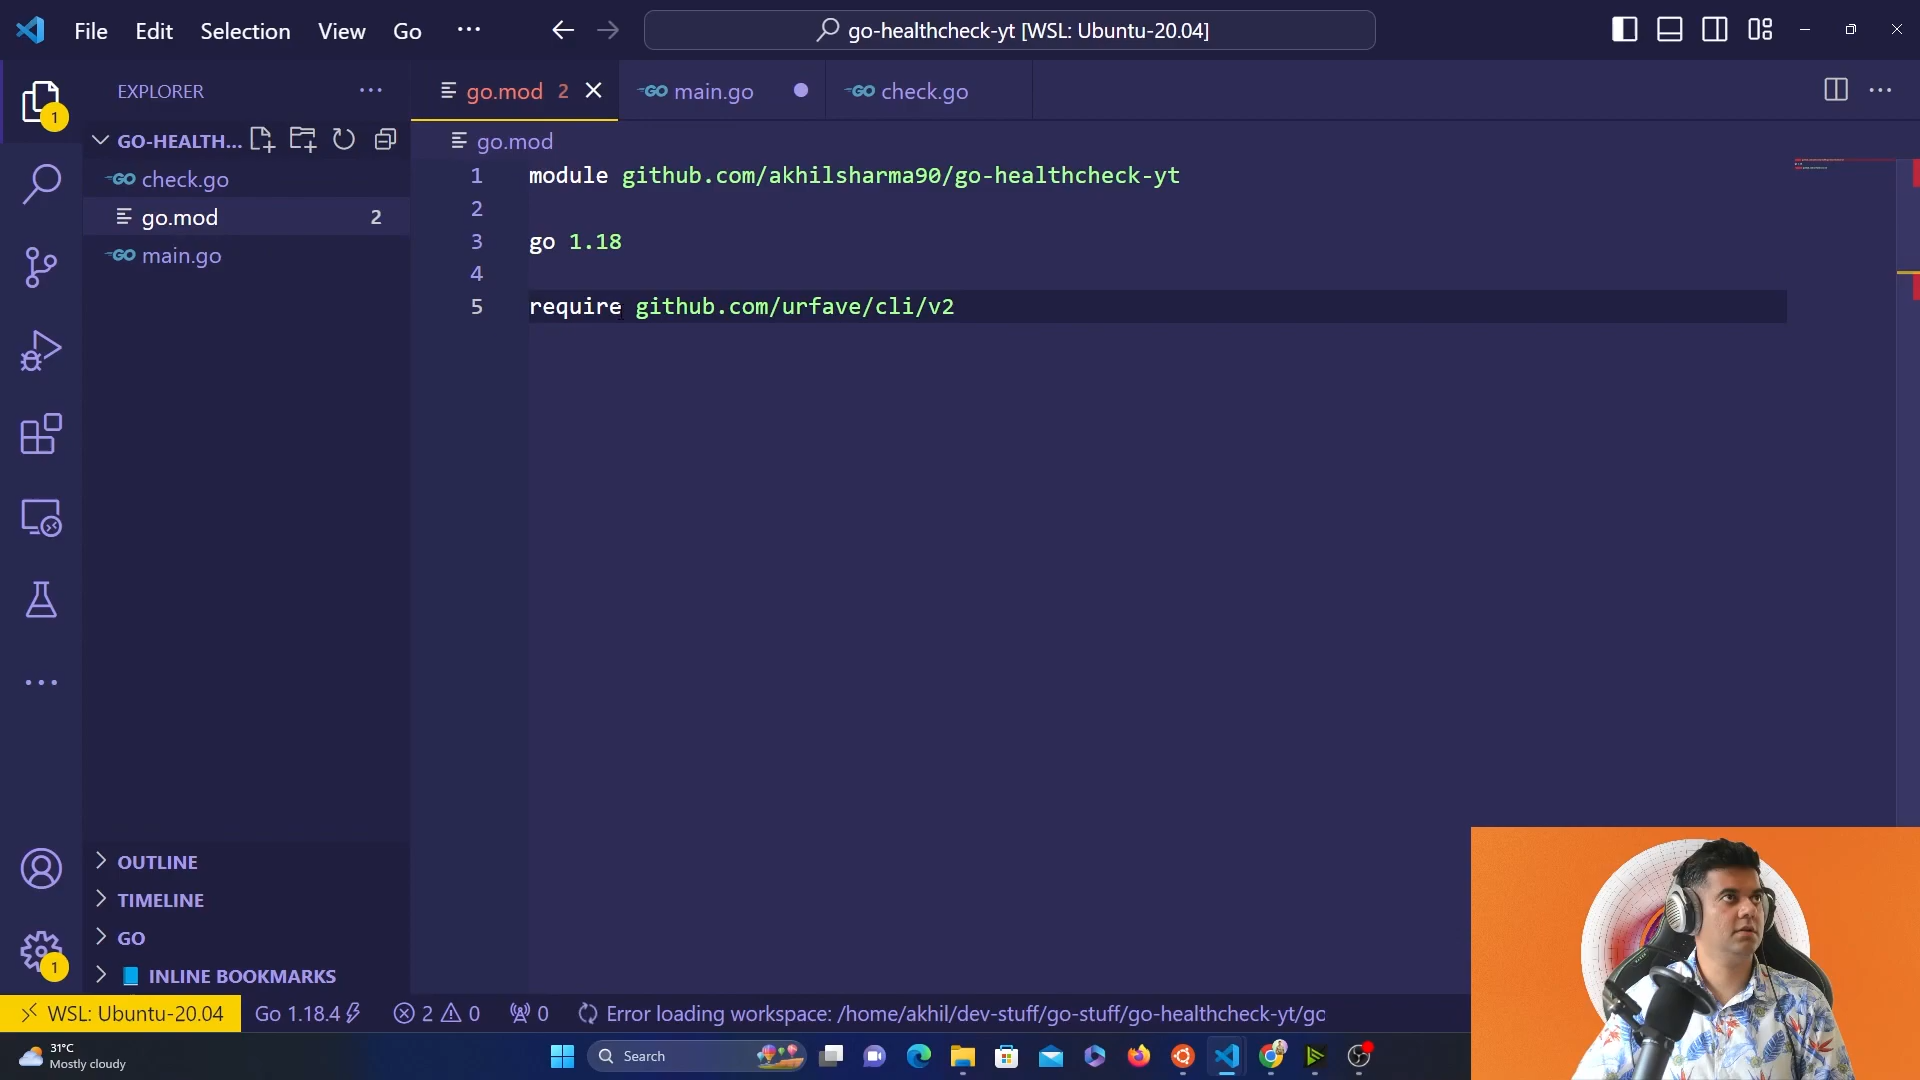 File Edit Selection View Go
go-healthcheck-yt [WSL: Ubuntu-20.04]
EXPLORER
go.mod 2
main.go
check.go
1
GO-HEALTH...
check.go
go.mod 2
main.go
go.mod
1 module github.com/akhilsharma90/go-healthcheck-yt
2
3 go 1.18
4
5 require github.com/urfave/cli/v2
OUTLINE
TIMELINE
GO
INLINE BOOKMARKS
1
WSL: Ubuntu-20.04 Go 1.18.4 2 0 0 Error loading workspace: /home/akhil/dev-stuff/go-stuff/go-healthcheck-yt/go
31°C
Mostly cloudy
Search